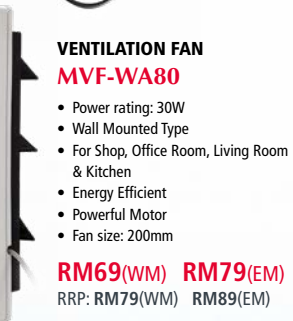 VENTILATION FAN
MVF-WA80
• Power rating: 30W
• Wall Mounted Type
• For Shop, Office Room, Living Room
& Kitchen
• Energy Efficient
• Powerful Motor
• Fan size: 200mm
RM69(WM) RM79(EM)
RRP: RM79(WM) RM89(EM)